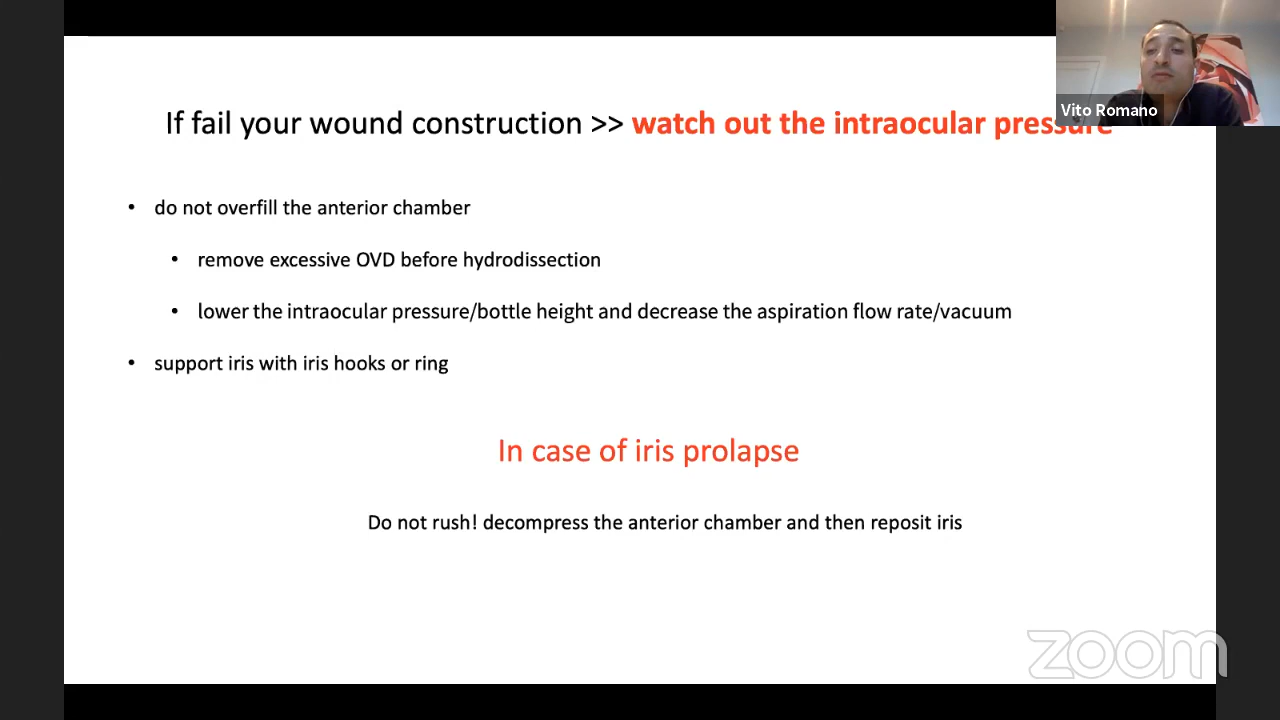 Vito Romano
If fail your wound construction >> watch out the intraocular pressure
• do not overfill the anterior chamber
• remove excessive OVD before hydrodissection
• lower the intraocular pressure/bottle height and decrease the aspiration flow rate/vacuum
• support iris with iris hooks or ring
In case of iris prolapse
Do not rush! decompress the anterior chamber and then reposit iris
zoom